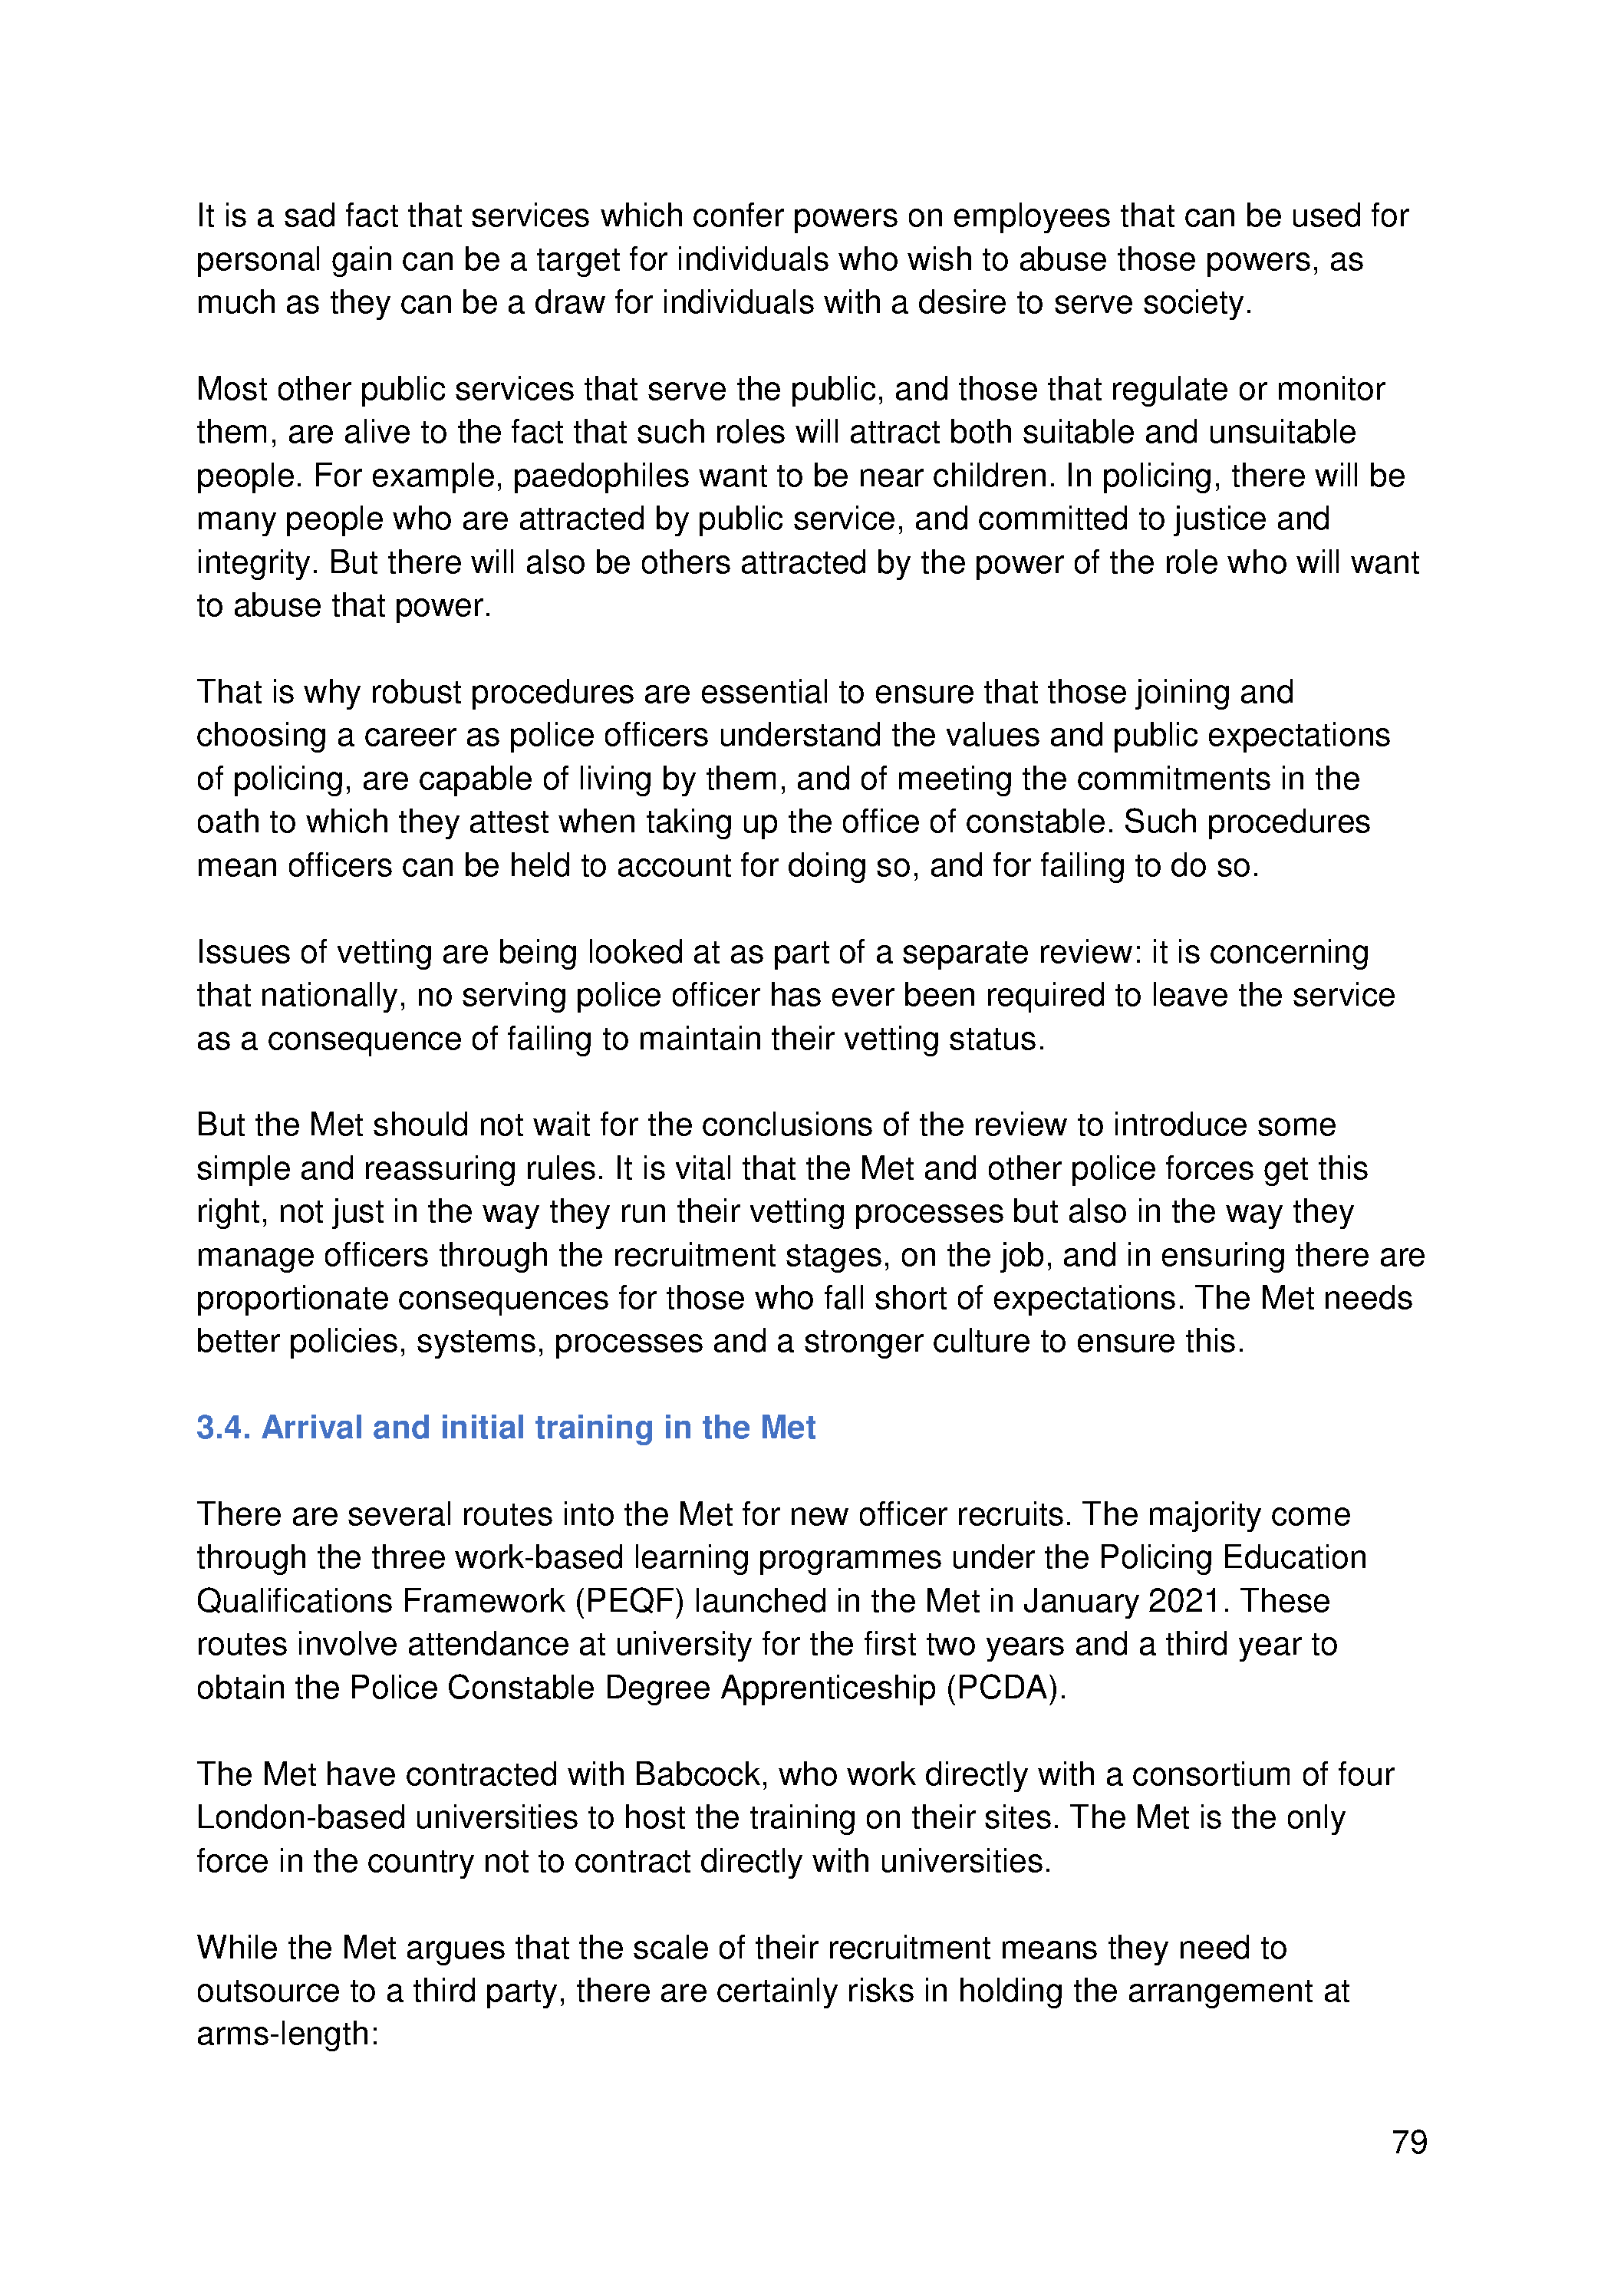 It is a sad fact that services which confer powers on employees that can be used for
personal gain can be a target for individuals who wish to abuse those powers, as
much as they can be a draw for individuals with a desire to serve society.
Most other public services that serve the public, and those that regulate or monitor
them, are alive to the fact that such roles will attract both suitable and unsuitable
people. For example, paedophiles want to be near children. In policing, there will be
many people who are attracted by public service, and committed to justice and
integrity. But there will also be others attracted by the power of the role who will want
to abuse that power.
That is why robust procedures are essential to ensure that those joining and
choosing a career as police officers understand the values and public expectations
of policing, are capable of living by them, and of meeting the commitments in the
oath to which they attest when taking up the office of constable. Such procedures
mean officers can be held to account for doing so, and for failing to do so.
Issues of vetting are being looked at as part of a separate review: it is concerning
that nationally, no serving police officer has ever been required to leave the service
as a consequence of failing to maintain their vetting status.
But the Met should not wait for the conclusions of the review to introduce some
simple and reassuring rules. It is vital that the Met and other police forces get this
right, not just in the way they run their vetting processes but also in the way they
manage officers through the recruitment stages, on the job, and in ensuring there are
proportionate consequences for those who fall short of expectations. The Met needs
better policies, systems, processes and a stronger culture to ensure this.
3.4. Arrival and initial training in the Met
There are several routes into the Met for new officer recruits. The majority come
through the three work-based learning programmes under the Policing Education
Qualifications Framework (PEQF) launched in the Met in January 2021. These
routes involve attendance at university for the first two years and a third year to
obtain the Police Constable Degree Apprenticeship (PCDA).
The Met have contracted with Babcock, who work directly with a consortium of four
London-based universities to host the training on their sites. The Met is the only
force in the country not to contract directly with universities.
While the Met argues that the scale of their recruitment means they need to
outsource to a third party, there are certainly risks in holding the arrangement at
arms-length:
79